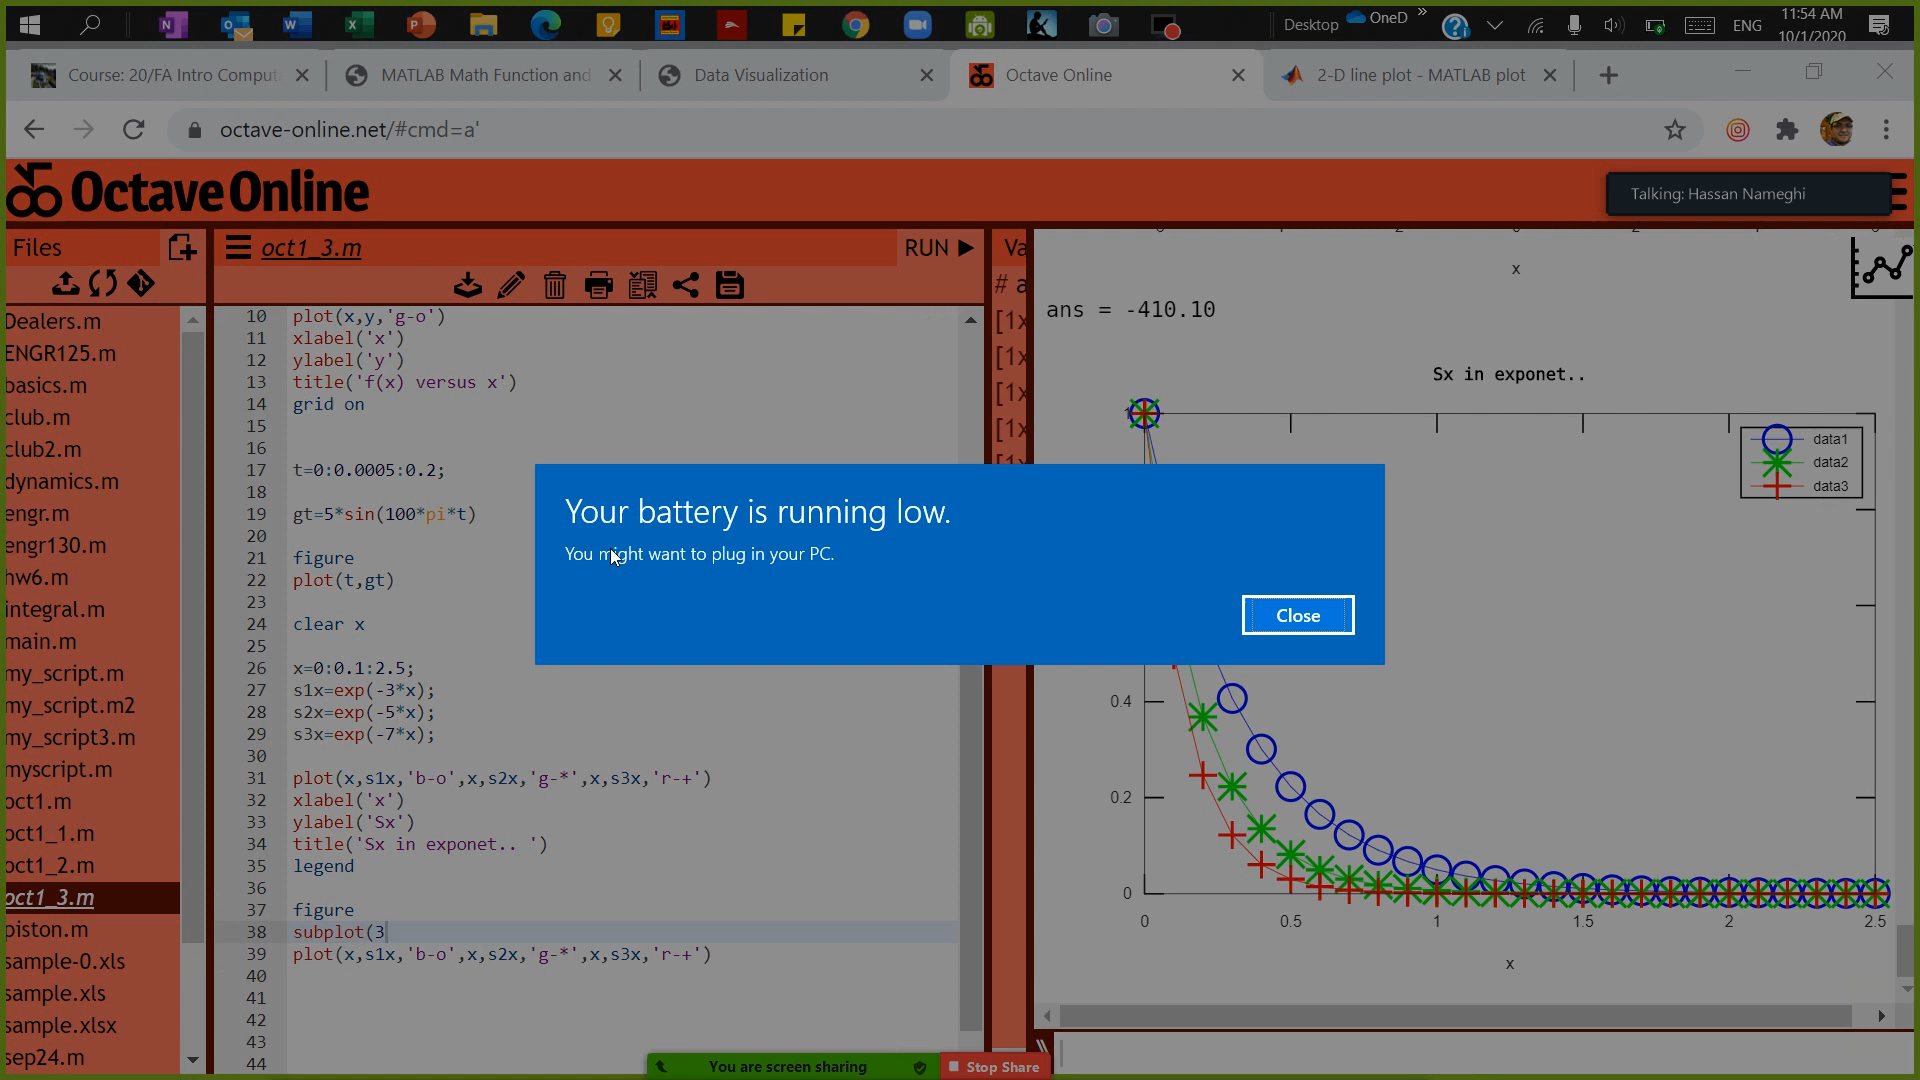 Desktop
OneD
»
ENG
11:54 AM
10/1/2020
Course: 20/FA Intro Comput
MATLAB Math Function and
Data Visualization
Octave Online
2-D line plot - MATLAB plot
octave-online.net/#cmd=a'
Octave Online
Talking: Hassan Nameghi
Files
oct1_3.m
RUN
Va
# a
[1x
[1x
[1x
[1x
Dealers.m
ENGR125.m
basics.m
club.m
club2.m
dynamics.m
engr.m
engr130.m
hw6.m
integral.m
main.m
my_script.m
my_script.m2
my_script3.m
myscript.m
oct1.m
oct1_1.m
oct1_2.m
oct1_3.m
piston.m
sample-0.xls
sample.xls
sample.xlsx
sep24.m
10 plot(x,y,'g-o')
11 xlabel('x')
12 ylabel('y')
13 title('f(x) versus x')
14 grid on
15
16
17 t=0:0.0005:0.2;
18
19 gt=5*sin(100*pi*t)
20
21 figure
22 plot(t,gt)
23
24 clear x
25
26 x=0:0.1:2.5;
27 s1x=exp(-3*x);
28 s2x=exp(-5*x);
29 s3x=exp(-7*x);
30
31 plot(x,s1x,'b-o',x,s2x,'g-*',x,s3x,'r-+')
32 xlabel('x')
33 ylabel('Sx')
34 title('Sx in exponet.. ')
35 legend
36
37 figure
38 subplot(3
39 plot(x,s1x,'b-o',x,s2x,'g-*',x,s3x,'r-+')
40
41
42
43
44
x
ans = -410.10
Sx in exponet..
data1
data2
data3
0.4
0.2
0
0 0.5 1 1.5 2 2.5
x
Your battery is running low.
You might want to plug in your PC.
Close
You are screen sharing
Stop Share